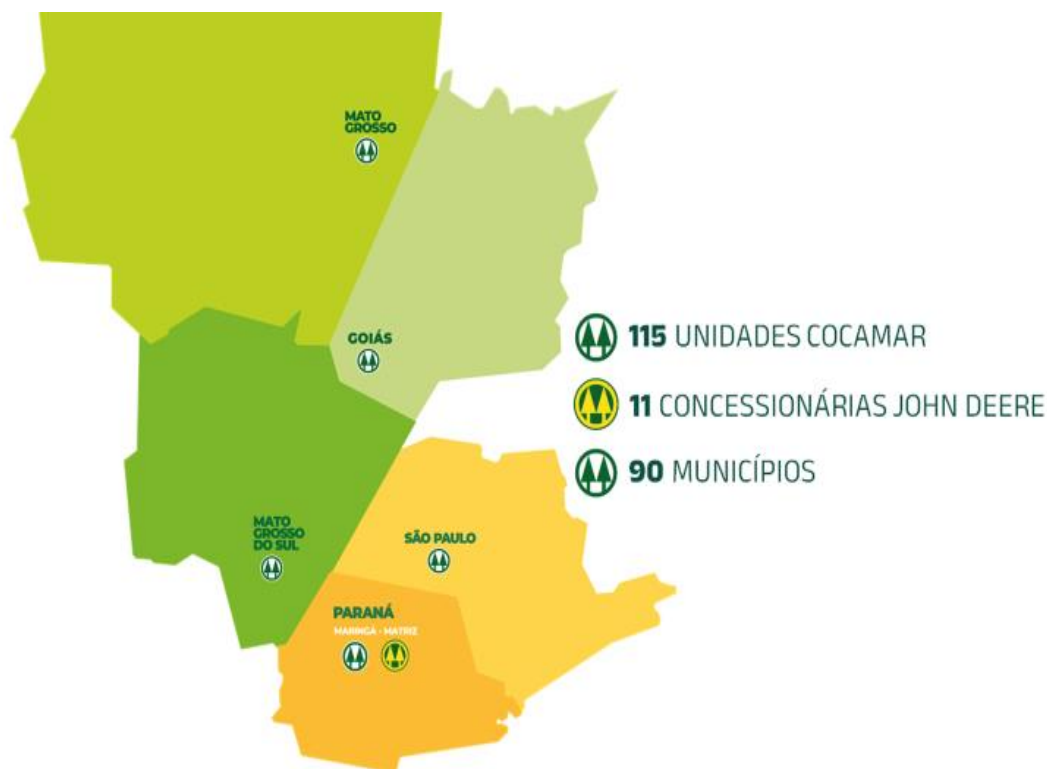 MATO
GROSSO
GOIÁS
115 UNIDADES COCAMAR
11 CONCESSIONÁRIAS JOHN DEERE
90 MUNICÍPIOS
MATO
GROSSO
DO SUL
SÃO PAULO
PARANÁ
MARINGÁ - MATRIZ